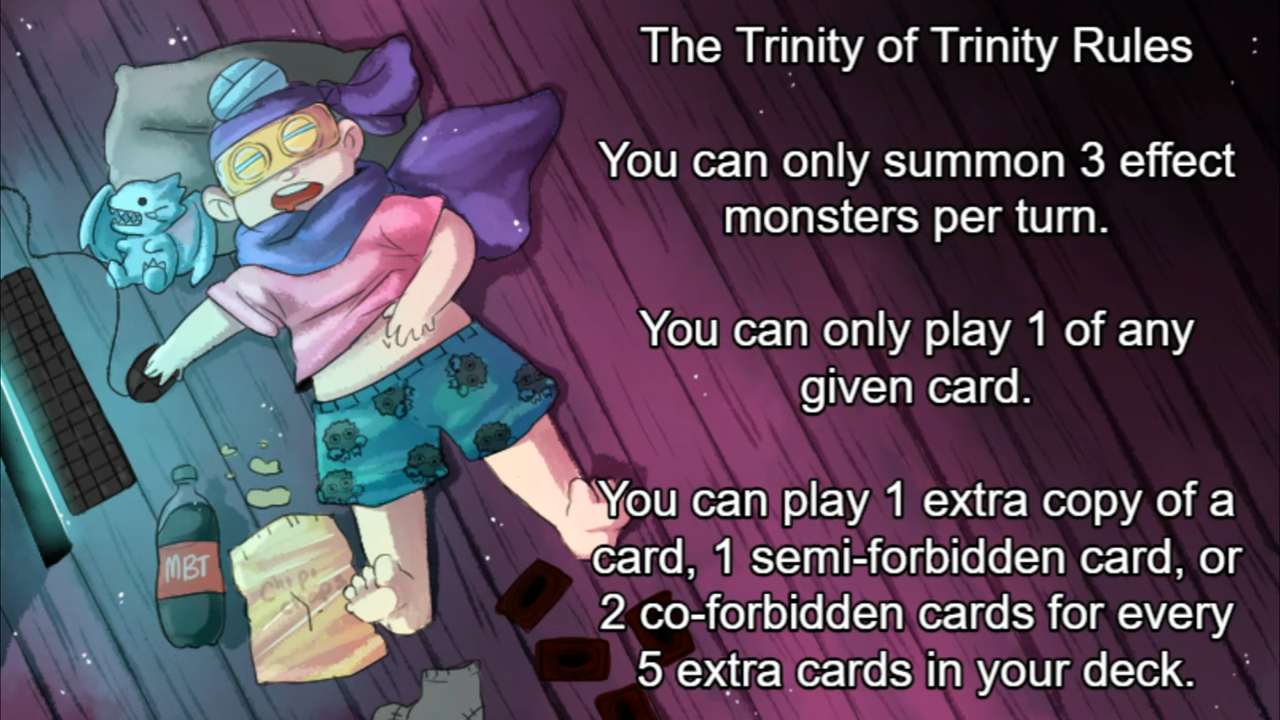 The Trinity of Trinity Rules
You can only summon 3 effect
monsters per turn.
You can only play 1 of any
given card.
You can play 1 extra copy of a
card, 1 semi-forbidden card, or
2 co-forbidden cards for every
5 extra cards in your deck.
MBT